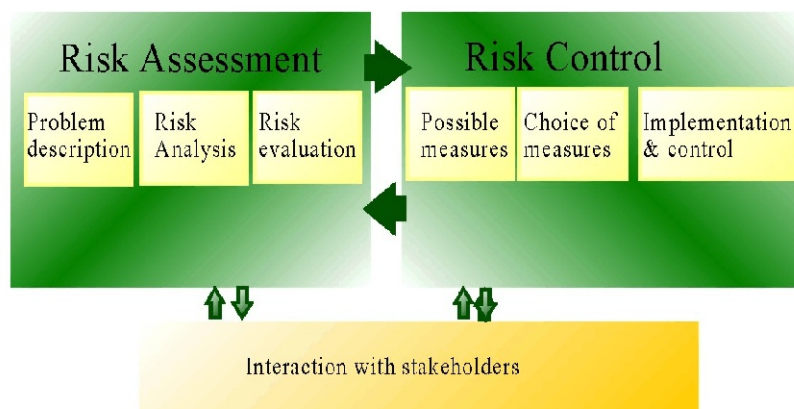 Risk Assessment
Problem
description
Risk
Analysis
Risk
evaluation
Risk Control
Possible
measures
Choice of
measures
Implementation
& control
Interaction with stakeholders